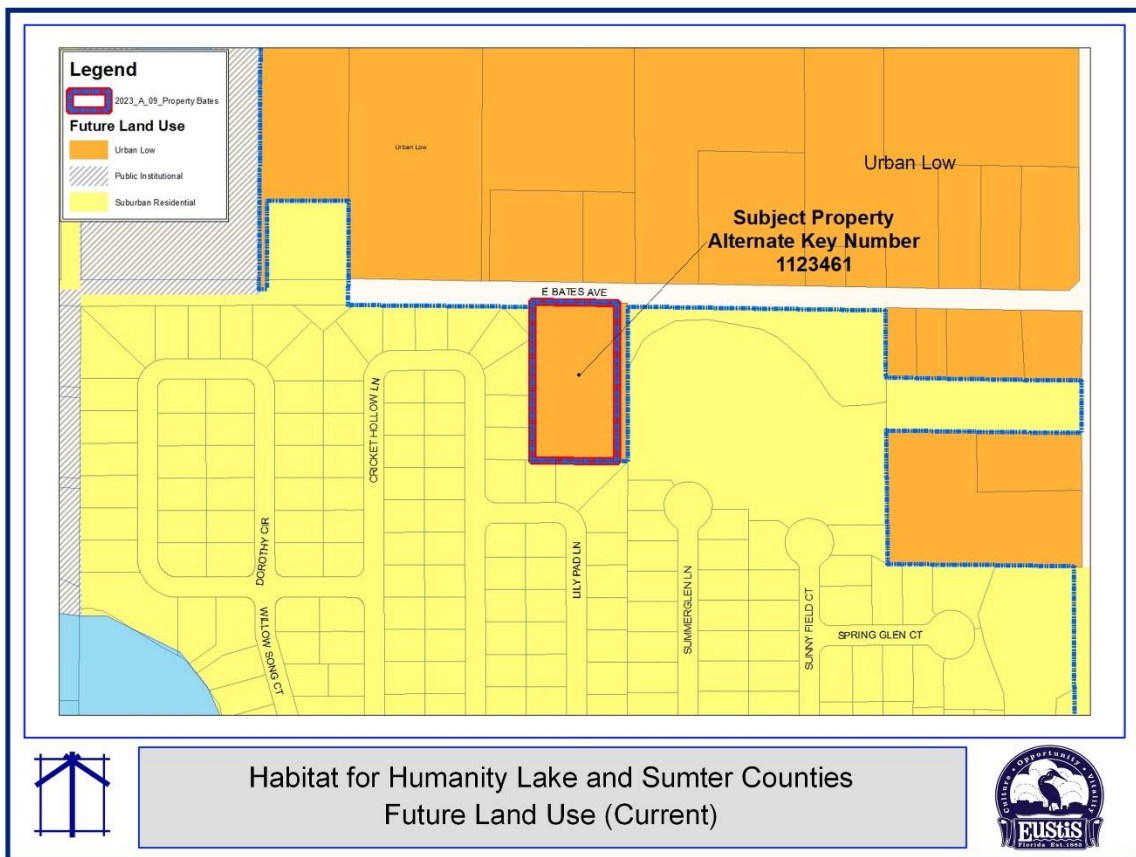 Legend
2023_A_09_Property Bates
Future Land Use
Urban Low
Public Institutional
Suburban Residential
Urban Low
Urban Low
Subject Property
Alternate Key Number
1123461
E BATES AVE
CRICKET HOLLOW LN
DOROTHY CIR
WILLOW SONG CT
LILY PAD LN
SUMMERGLEN LN
SUNNY FIELD CT
SPRING GLEN CT
Habitat for Humanity Lake and Sumter Counties
Future Land Use (Current)
Culture • Opportunity • Vitality
EUStiS
Florida Est. 1883